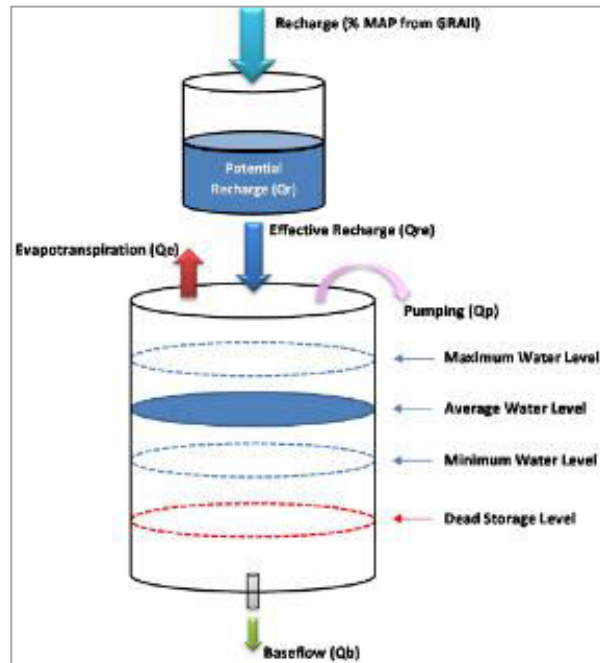 Recharge (% MAP from GRAII)
Potential
Recharge (Qr)
Effective Recharge (Qre)
Evapotranspiration (Qe)
Pumping (Qp)
Maximum Water Level
Average Water Level
Minimum Water Level
Dead Storage Level
Baseflow (Qb)